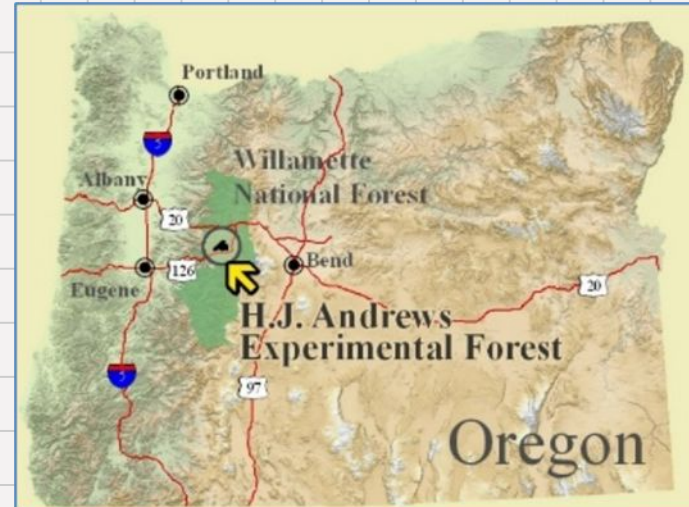 Portland
5
Willamette
National Forest
Albany
20
126
Bend
Eugene
20
H.J. Andrews
Experimental Forest
5
97
Oregon